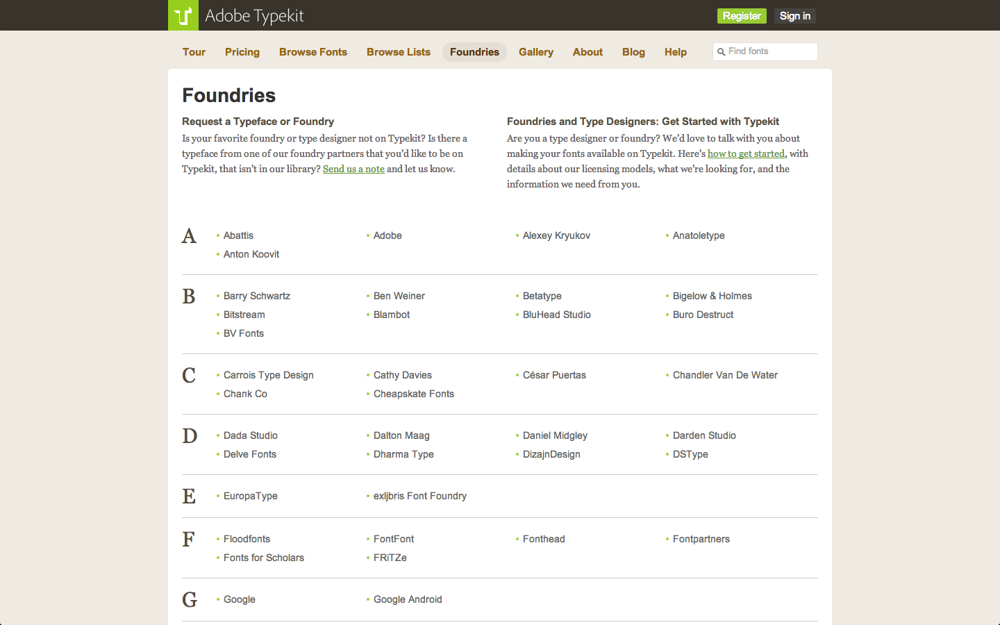 Adobe Typekit
Register Sign in
Tour Pricing Browse Fonts Browse Lists Foundries Gallery About Blog Help Find fonts
Foundries
Request a Typeface or Foundry
Is your favorite foundry or type designer not on Typekit? Is there a
typeface from one of our foundry partners that you’d like to be on
Typekit, that isn’t in our library? Send us a note and let us know.
Foundries and Type Designers: Get Started with Typekit
Are you a type designer or foundry? We’d love to talk with you about
making your fonts available on Typekit. Here’s how to get started, with
details about our licensing models, what we’re looking for, and the
information we need from you.
A
Abattis Adobe Alexey Kryukov Anatoletype
Anton Koovit
B
Barry Schwartz Ben Weiner Betatype Bigelow & Holmes
Bitstream Blambot BluHead Studio Buro Destruct
BV Fonts
C
Carrois Type Design Cathy Davies César Puertas Chandler Van De Water
Chank Co Cheapskate Fonts
D
Dada Studio Dalton Maag Daniel Midgley Darden Studio
Delve Fonts Dharma Type DizajnDesign DSType
E
EuropaType exljbris Font Foundry
F
Floodfonts FontFont Fonthead Fontpartners
Fonts for Scholars FRiTZe
G
Google Google Android